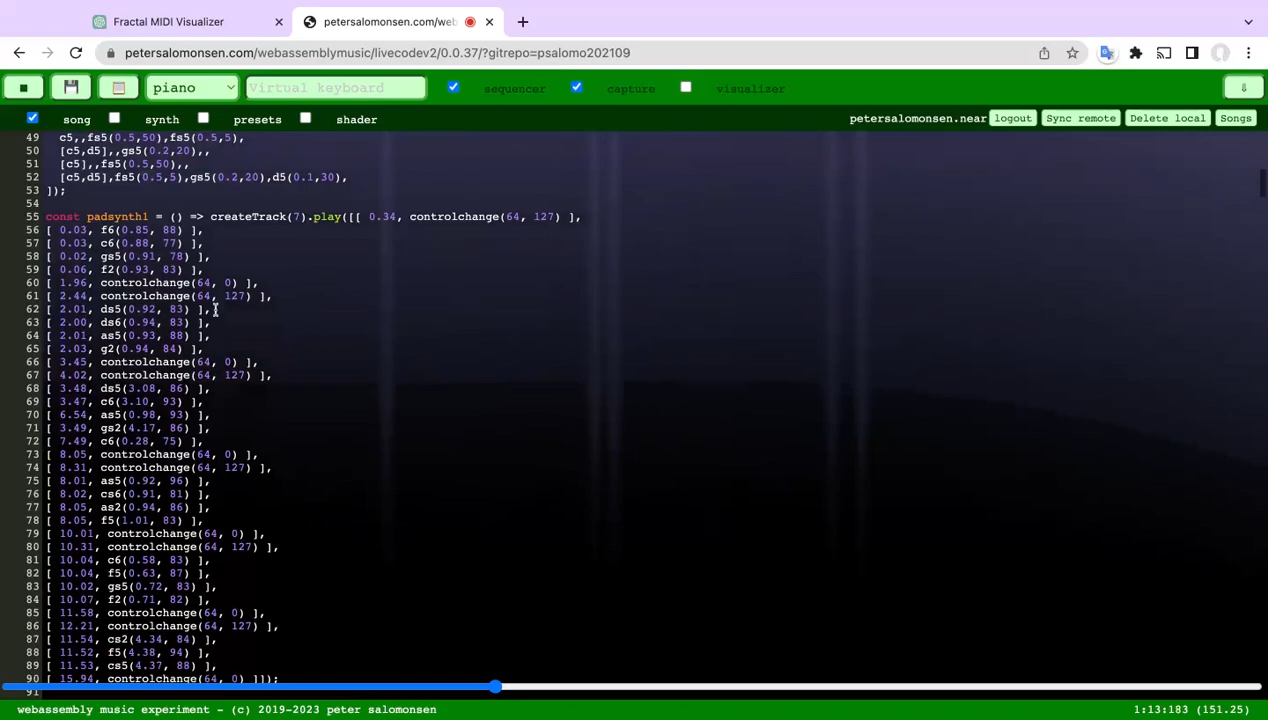 Fractal MIDI Visualizer
petersalomonsen.com/web
petersalomonsen.com/webassemblymusic/livecodev2/0.0.37/?gitrepo=psalomo202109
piano Virtual keyboard sequencer capture visualizer
song synth presets shader petersalomonsen.near logout Sync remote Delete local Songs
49 c5,,fs5(0.5,50),fs5(0.5,5),
50 [c5,d5],,gs5(0.2,20),,
51 [c5],,fs5(0.5,50),,
52 [c5,d5],fs5(0.5,5),gs5(0.2,20),d5(0.1,30),
53 ]);
54
55 const padsynth1 = () => createTrack(7).play([[ 0.34, controlchange(64, 127) ],
56 [ 0.03, f6(0.85, 88) ],
57 [ 0.03, c6(0.88, 77) ],
58 [ 0.02, gs5(0.91, 78) ],
59 [ 0.06, f2(0.93, 83) ],
60 [ 1.96, controlchange(64, 0) ],
61 [ 2.44, controlchange(64, 127) ],
62 [ 2.01, ds5(0.92, 83) ],
63 [ 2.00, ds6(0.94, 83) ],
64 [ 2.01, as5(0.93, 88) ],
65 [ 2.03, g2(0.94, 84) ],
66 [ 3.45, controlchange(64, 0) ],
67 [ 4.02, controlchange(64, 127) ],
68 [ 3.48, ds5(3.08, 86) ],
69 [ 3.47, c6(3.10, 93) ],
70 [ 6.54, as5(0.98, 93) ],
71 [ 3.49, gs2(4.17, 86) ],
72 [ 7.49, c6(0.28, 75) ],
73 [ 8.05, controlchange(64, 0) ],
74 [ 8.31, controlchange(64, 127) ],
75 [ 8.01, as5(0.92, 96) ],
76 [ 8.02, cs6(0.91, 81) ],
77 [ 8.05, as2(0.94, 86) ],
78 [ 8.05, f5(1.01, 83) ],
79 [ 10.01, controlchange(64, 0) ],
80 [ 10.31, controlchange(64, 127) ],
81 [ 10.04, c6(0.58, 83) ],
82 [ 10.04, f5(0.63, 87) ],
83 [ 10.02, gs5(0.72, 83) ],
84 [ 10.07, f2(0.71, 82) ],
85 [ 11.58, controlchange(64, 0) ],
86 [ 12.21, controlchange(64, 127) ],
87 [ 11.54, cs2(4.34, 84) ],
88 [ 11.52, f5(4.38, 94) ],
89 [ 11.53, cs5(4.37, 88) ],
90 [ 15.94, controlchange(64, 0) ]]);
91
webassembly music experiment - (c) 2019-2023 peter salomonsen 1:13:183 (151.25)